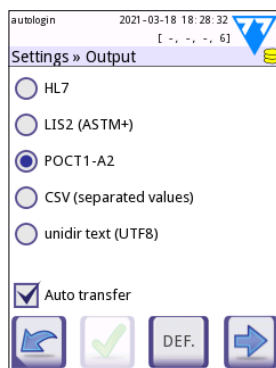 autologin 2021-03-18 18:28:32
[ -, -, -, 6]
Settings » Output
HL7
LIS2 (ASTM+)
POCT1-A2
CSV (separated values)
unidir text (UTF8)
Auto transfer
DEF.